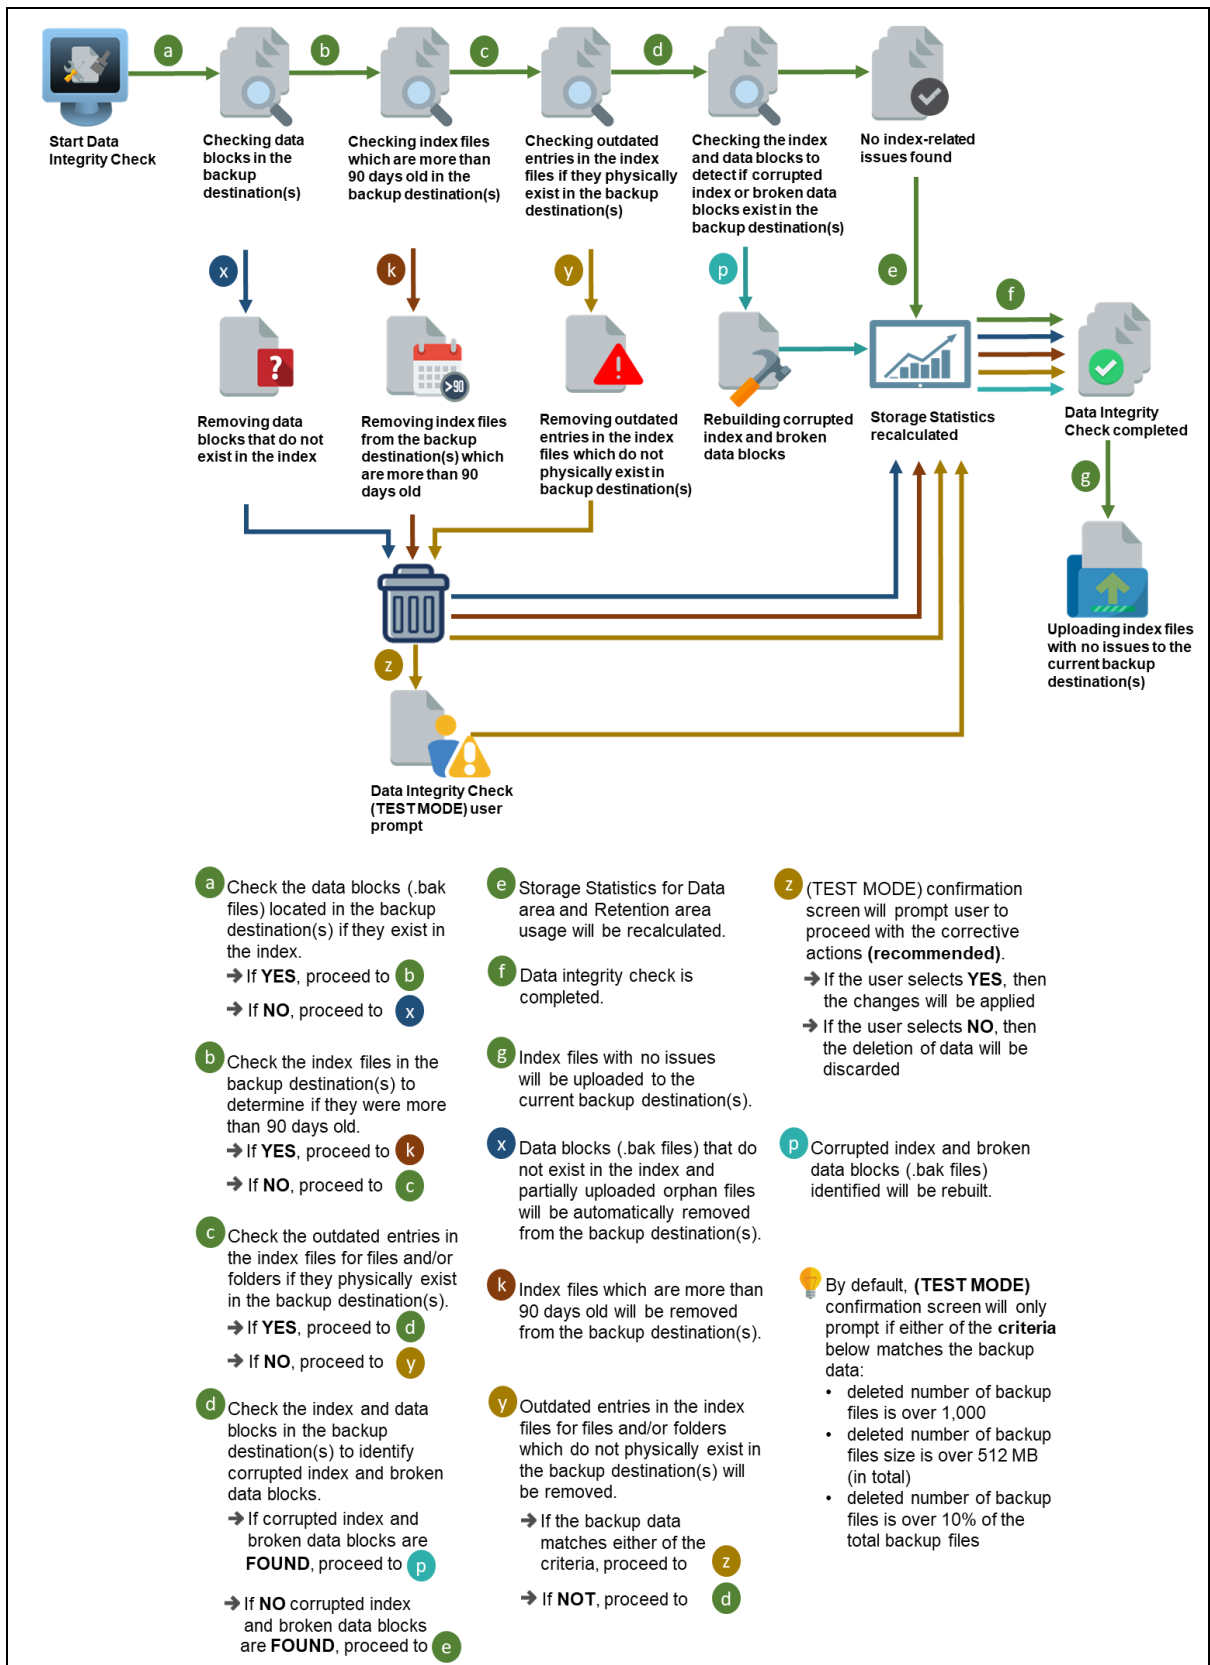 a
b
c
d
Start Data
Integrity Check
Checking data
blocks in the
backup
destination(s)
Checking index files
which are more than
90 days old in the
backup destination(s)
Checking outdated
entries in the index
files if they physically
exist in the backup
destination(s)
Checking the index
and data blocks to
detect if corrupted
index or broken data
blocks exist in the
backup destination(s)
No index-related
issues found
x
k
y
p
e
f
?
>90
!
Removing data
blocks that do not
exist in the index
Removing index files
from the backup
destination(s) which
are more than 90
days old
Removing outdated
entries in the index
files which do not
physically exist in
backup destination(s)
Rebuilding corrupted
index and broken
data blocks
Storage Statistics
recalculated
Data Integrity
Check completed
g
Uploading index files
with no issues to the
current backup
destination(s)
z
!
Data Integrity Check
(TEST MODE) user
prompt
a
Check the data blocks (.bak
files) located in the backup
destination(s) if they exist in
the index.
➔ If YES, proceed to b
➔ If NO, proceed to x
b
Check the index files in the
backup destination(s) to
determine if they were more
than 90 days old.
➔ If YES, proceed to k
➔ If NO, proceed to c
c
Check the outdated entries in
the index files for files and/or
folders if they physically exist
in the backup destination(s).
➔ If YES, proceed to d
➔ If NO, proceed to y
d
Check the index and data
blocks in the backup
destination(s) to identify
corrupted index and broken
data blocks.
➔ If corrupted index and
broken data blocks are
FOUND, proceed to p
➔ If NO corrupted index
and broken data blocks
are FOUND, proceed to e
e
Storage Statistics for Data
area and Retention area
usage will be recalculated.
f
Data integrity check is
completed.
g
Index files with no issues
will be uploaded to the
current backup destination(s).
x
Data blocks (.bak files) that do
not exist in the index and
partially uploaded orphan files
will be automatically removed
from the backup destination(s).
k
Index files which are more than
90 days old will be removed
from the backup destination(s).
y
Outdated entries in the index
files for files and/or folders
which do not physically exist in
the backup destination(s) will
be removed.
➔ If the backup data
matches either of the
criteria, proceed to z
➔ If NOT, proceed to d
z
(TEST MODE) confirmation
screen will prompt user to
proceed with the corrective
actions (recommended).
➔ If the user selects YES, then
the changes will be applied
➔ If the user selects NO, then
the deletion of data will be
discarded
p
Corrupted index and broken
data blocks (.bak files)
identified will be rebuilt.
By default, (TEST MODE)
confirmation screen will only
prompt if either of the criteria
below matches the backup
data:
• deleted number of backup
files is over 1,000
• deleted number of backup
files size is over 512 MB
(in total)
• deleted number of backup
files is over 10% of the
total backup files